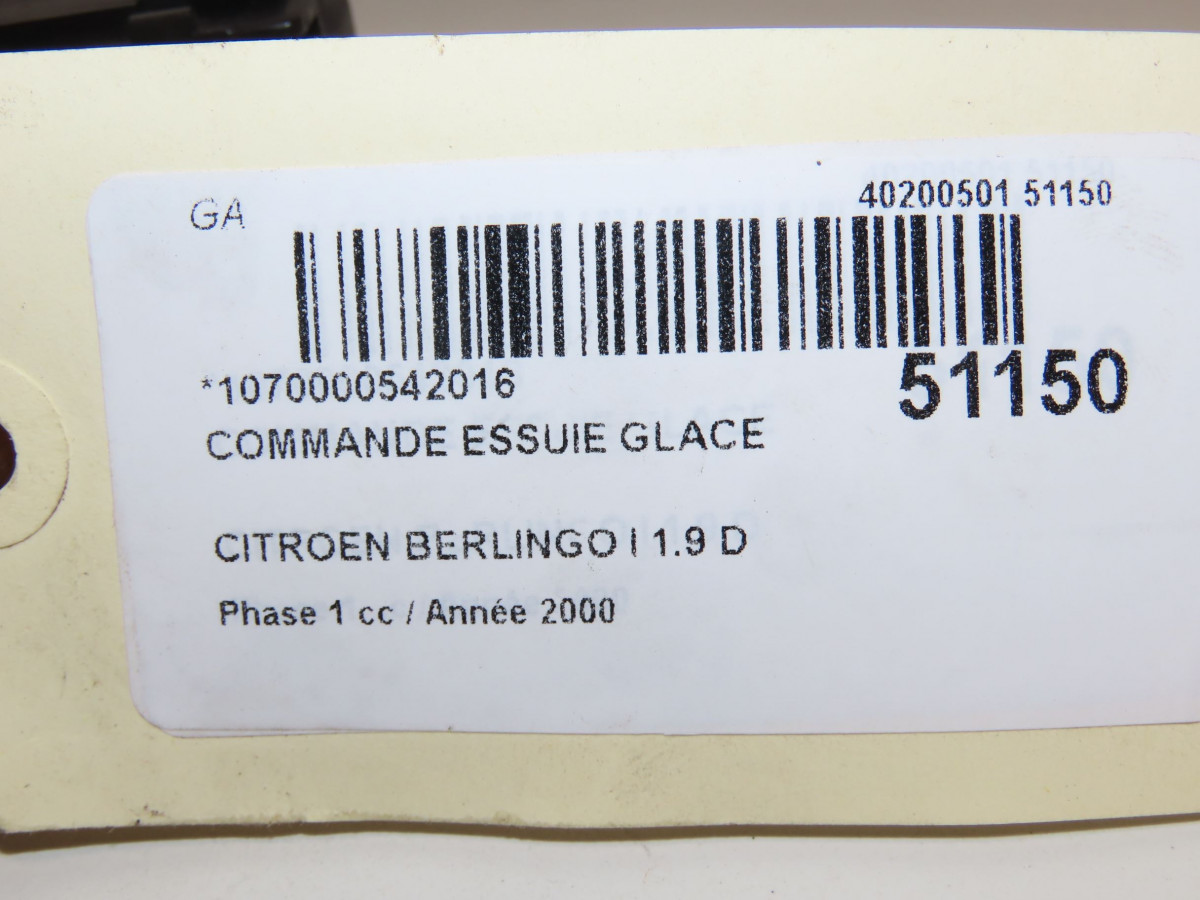 GA
40200501 51150
*1070000542016
51150
COMMANDE ESSUIE GLACE
CITROEN BERLINGO I 1.9 D
Phase 1 cc / Année 2000